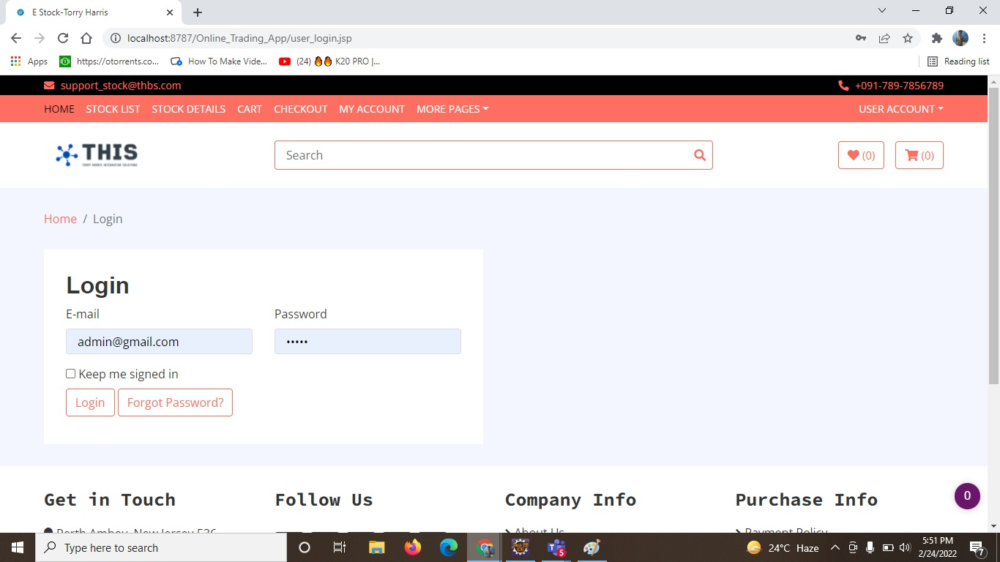 E Stock-Torry Harris
localhost:8787/Online_Trading_App/user_login.jsp
Apps https://otorrents.co... How To Make Vide... (24) 🔥🔥 K20 PRO |... Reading list
support_stock@thbs.com +091-789-7856789
HOME STOCK LIST STOCK DETAILS CART CHECKOUT MY ACCOUNT MORE PAGES USER ACCOUNT
THIS
TORRY HARRIS INTEGRATION SOLUTIONS
Search (0) (0)
Home / Login
Login
E-mail Password
admin@gmail.com •••••
Keep me signed in
Login Forgot Password?
Get in Touch Follow Us Company Info Purchase Info
0
Perth Amboy, New Jersey 536 About Us Payment Policy
Type here to search 5 24°C Haze 5:51 PM
2/24/2022 7